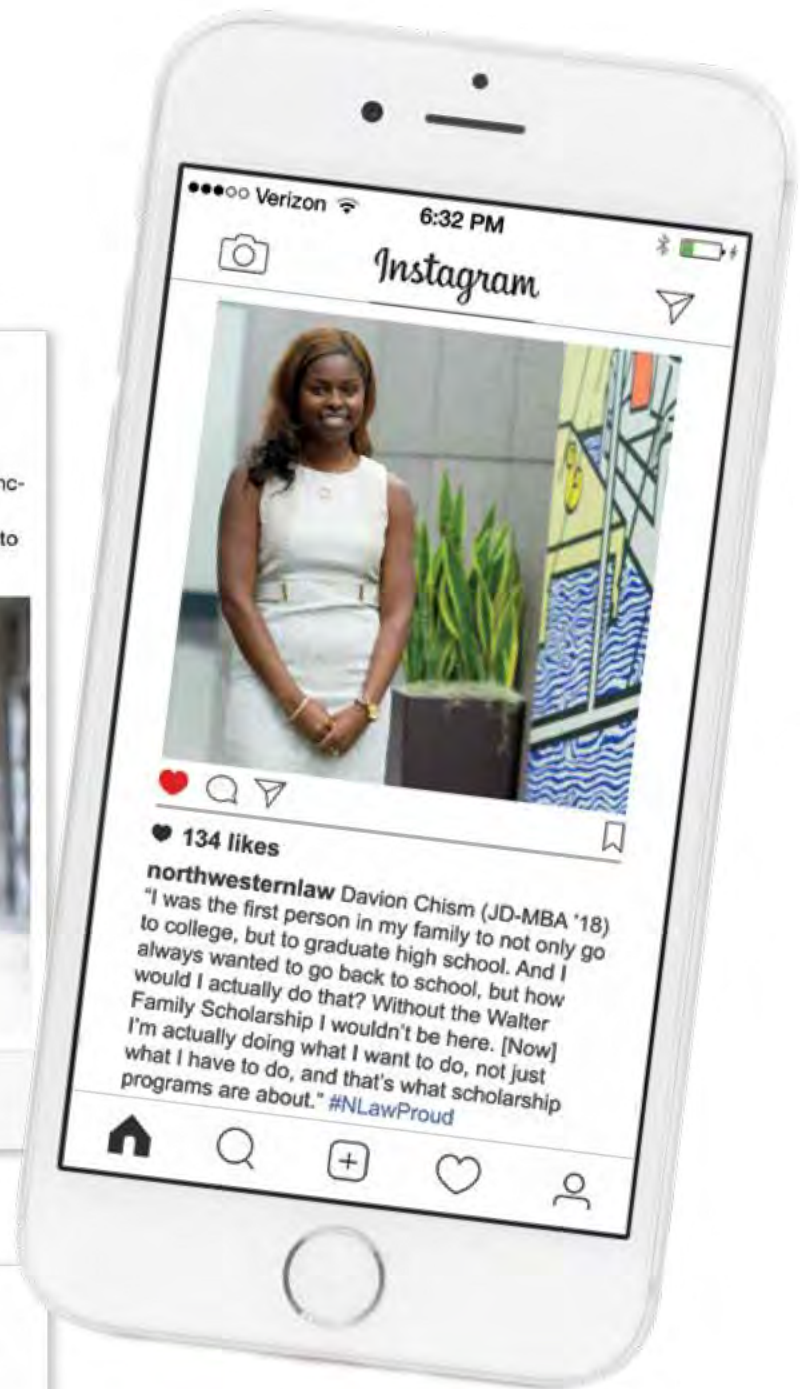 nc-
to
Verizon
6:32 PM
Instagram
134 likes
northwesternlaw Davion Chism (JD-MBA '18)
"I was the first person in my family to not only go
to college, but to graduate high school. And I
always wanted to go back to school, but how
would I actually do that? Without the Walter
Family Scholarship I wouldn't be here. [Now]
I'm actually doing what I want to do, not just
what I have to do, and that's what scholarship
programs are about." #NLawProud